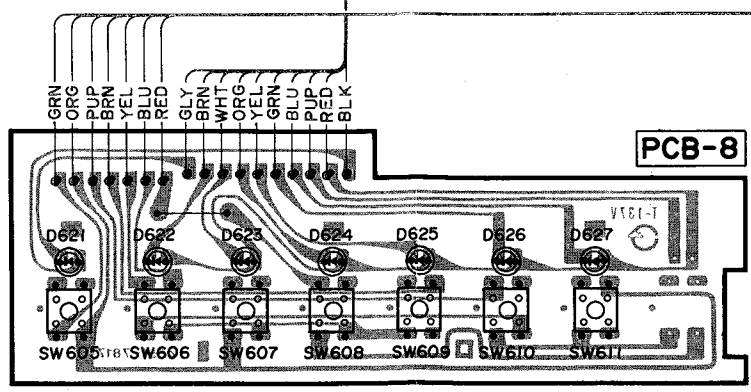 GRN ORG PUP BRN YEL BLU RED GLY BRN WHT ORG YEL GRN BLU PUP RED BLK
PCB-8
T-137V
D621 D622 D623 D624 D625 D626 D627
SW605 SW606 SW607 SW608 SW609 SW610 SW611